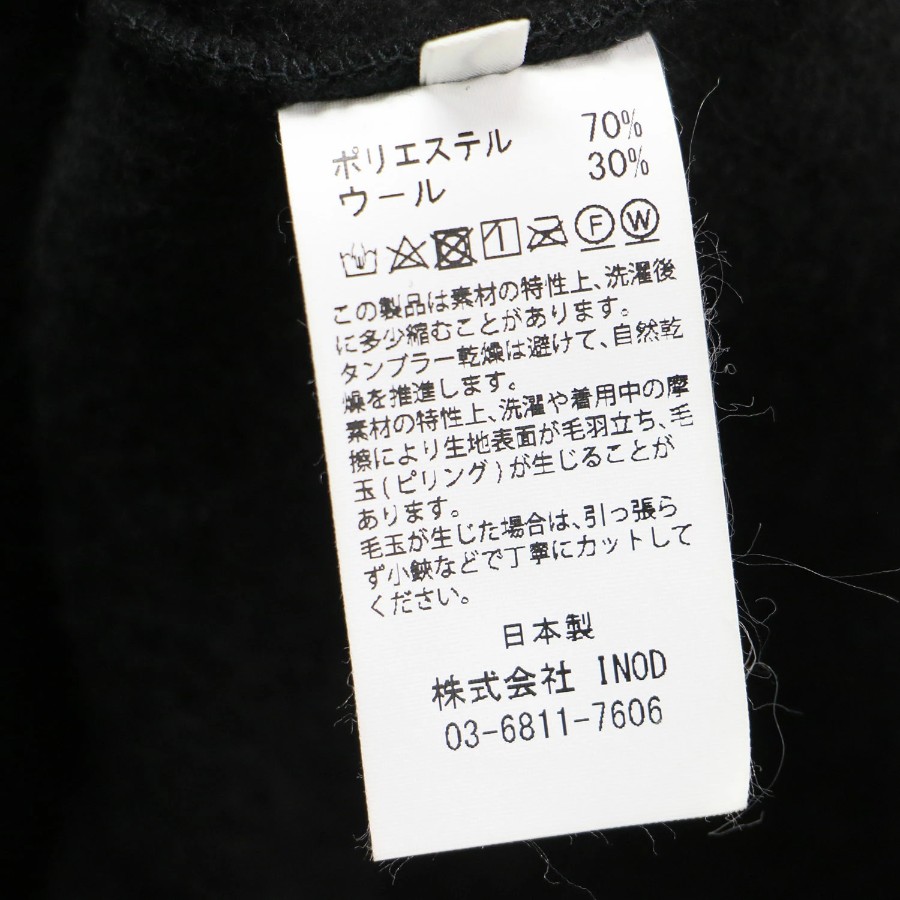 ポリエステル 70%
ウール 30%
F W
この製品は素材の特性上、洗濯後
に多少縮むことがあります。
タンブラー乾燥は避けて、自然乾
燥を推進します。
素材の特性上、洗濯や着用中の摩
擦により生地表面が毛羽立ち、毛
玉(ピリング)が生じることが
あります。
毛玉が生じた場合は、引っ張ら
ず小鋏などで丁寧にカットして
ください。
日本製
株式会社 INOD
03-6811-7606